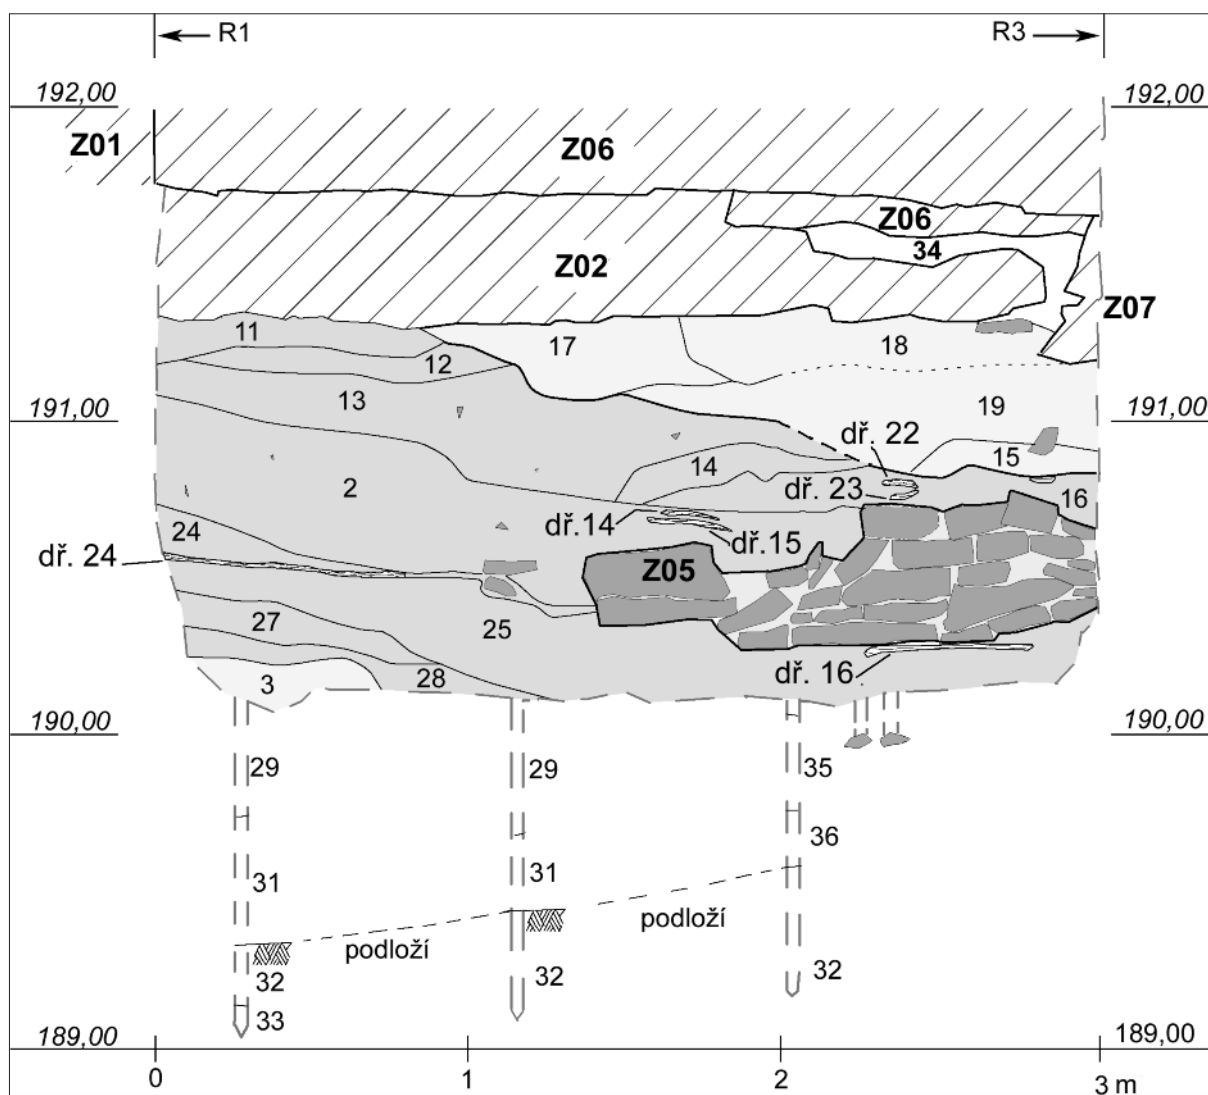 R1 R3
192,00 192,00
Z01 Z06
Z06
34
Z02
Z07
11 17 18
12
13 19
191,00 191,00
dř. 22
14 15
2 dř. 23 16
24 dř.14 dř.15
dř. 24 Z05
27 25
3 28 dř. 16
190,00 190,00
29 29 35
36
31 31
podloží podloží
32 32 32
33
189,00 189,00
0 1 2 3 m